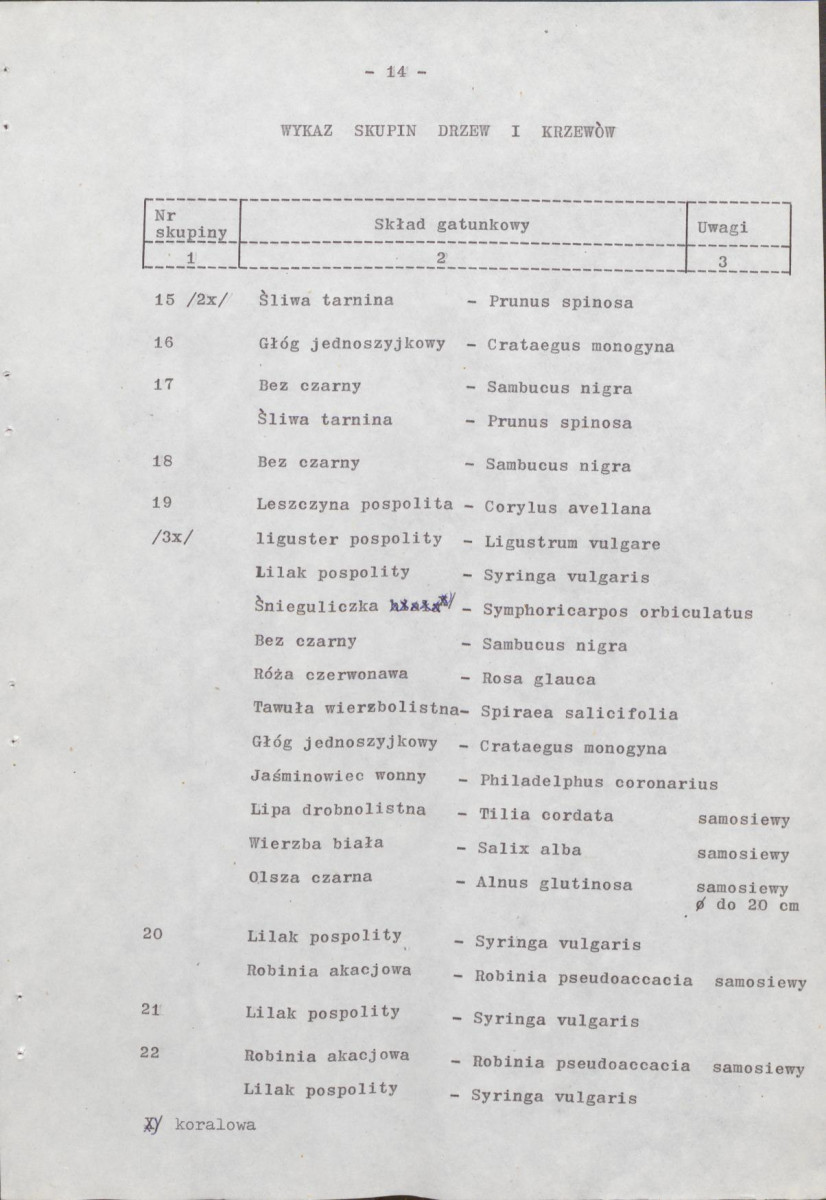 - 14 -
WYKAZ SKUPIN DRZEW I KRZEWÒW
Nr skupiny Skład gatunkowy Uwagi
1 2 3
15 /2x/ Śliwa tarnina - Prunus spinosa
16 Głóg jednoszyjkowy - Crataegus monogyna
17 Bez czarny - Sambucus nigra
Śliwa tarnina - Prunus spinosa
18 Bez czarny - Sambucus nigra
19 Leszczyna pospolita - Corylus avellana
/3x/ liguster pospolity - Ligustrum vulgare
Lilak pospolity - Syringa vulgaris
Śnieguliczka x/ - Symphoricarpos orbiculatus
Bez czarny - Sambucus nigra
Róża czerwonawa - Rosa glauca
Tawuła wierzbolistna- Spiraea salicifolia
Głóg jednoszyjkowy - Crataegus monogyna
Jaśminowiec wonny - Philadelphus coronarius
Lipa drobnolistna - Tilia cordata samosiewy
Wierzba biała - Salix alba samosiewy
Olsza czarna - Alnus glutinosa samosiewy
ø do 20 cm
20 Lilak pospolity - Syringa vulgaris
Robinia akacjowa - Robinia pseudoaccacia samosiewy
21 Lilak pospolity - Syringa vulgaris
22 Robinia akacjowa - Robinia pseudoaccacia samosiewy
Lilak pospolity - Syringa vulgaris
x/ koralowa